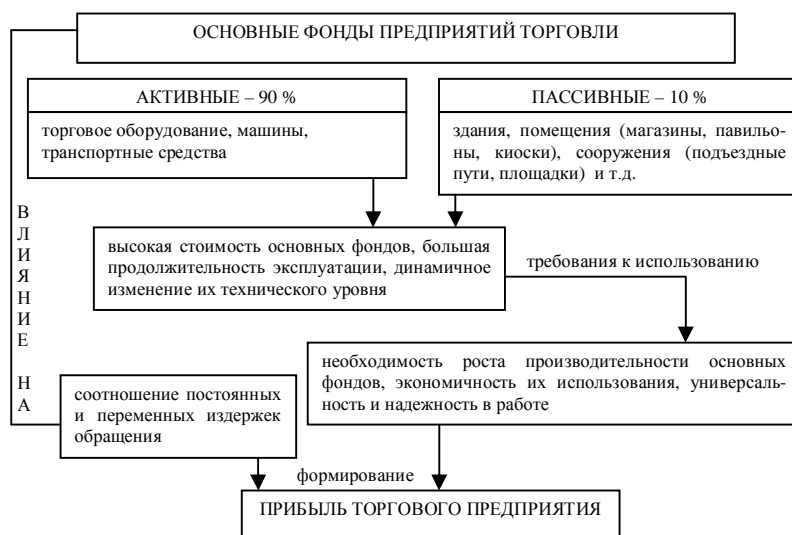 ОСНОВНЫЕ ФОНДЫ ПРЕДПРИЯТИЙ ТОРГОВЛИ
АКТИВНЫЕ – 90 %
торговое оборудование, машины,
транспортные средства
ПАССИВНЫЕ – 10 %
здания, помещения (магазины, павильо-
ны, киоски), сооружения (подъездные
пути, площадки) и т.д.
ВЛИЯНИЕ НА
высокая стоимость основных фондов, большая
продолжительность эксплуатации, динамичное
изменение их технического уровня
требования к использованию
необходимость роста производительности основных
фондов, экономичность их использования, универсаль-
ность и надежность в работе
соотношение постоянных
и переменных издержек
обращения
формирование
ПРИБЫЛЬ ТОРГОВОГО ПРЕДПРИЯТИЯ